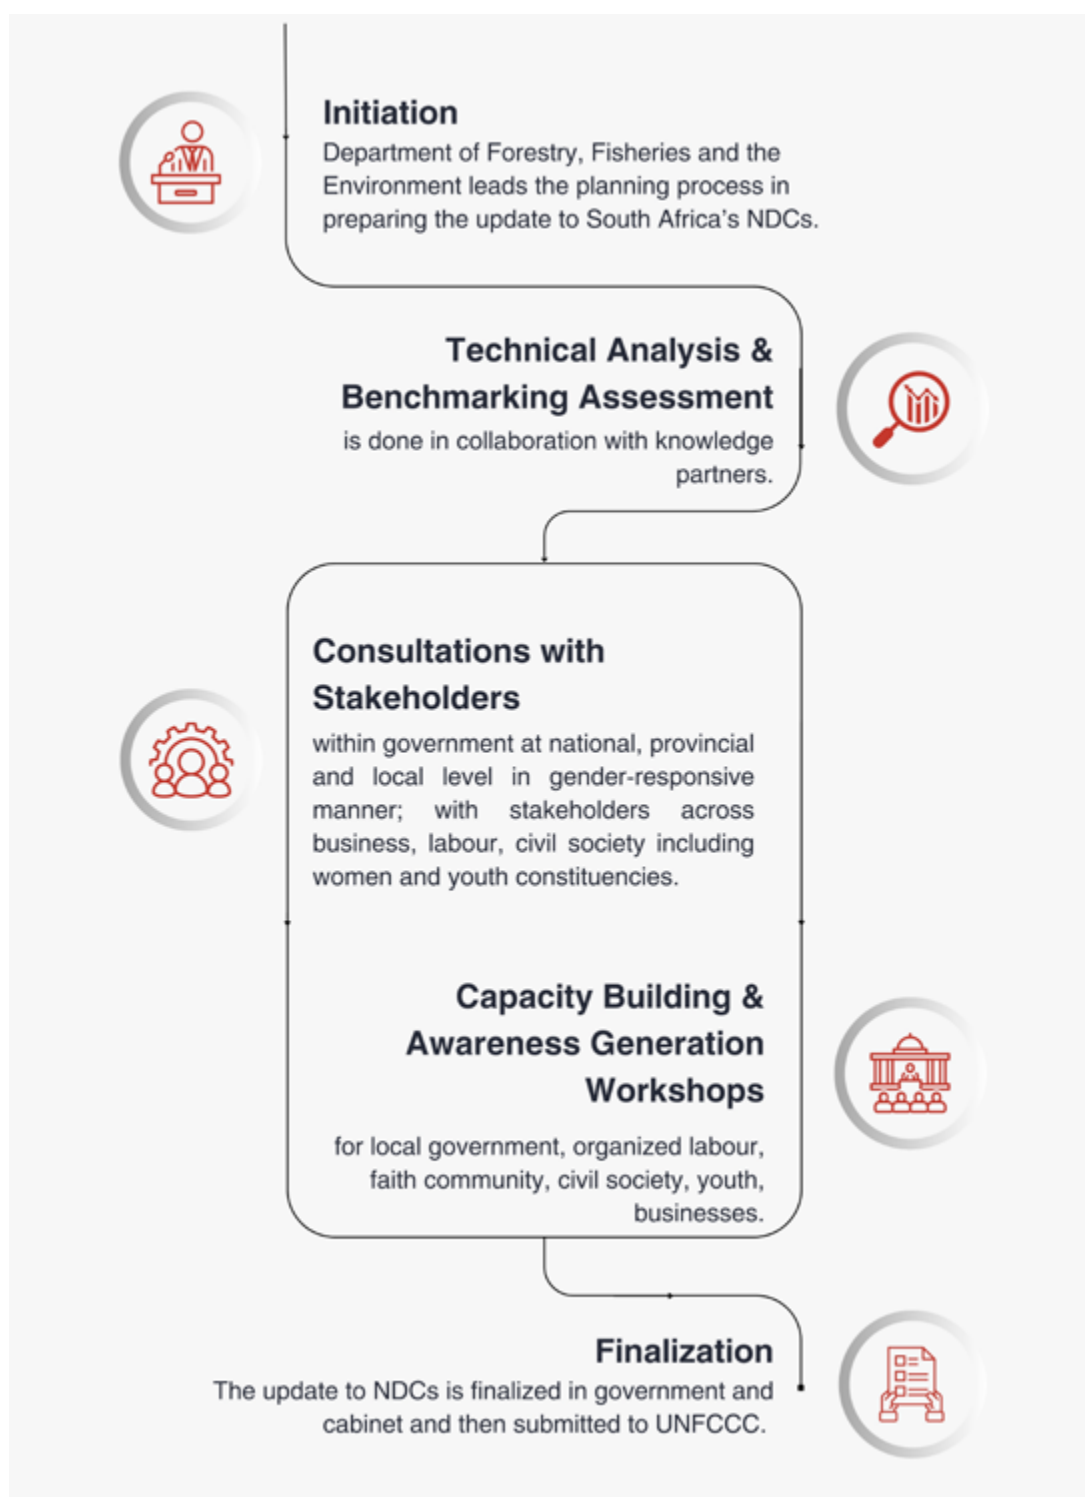 Initiation
Department of Forestry, Fisheries and the
Environment leads the planning process in
preparing the update to South Africa’s NDCs.
Technical Analysis &
Benchmarking Assessment
is done in collaboration with knowledge
partners.
Consultations with
Stakeholders
within government at national, provincial
and local level in gender-responsive
manner; with stakeholders across
business, labour, civil society including
women and youth constituencies.
Capacity Building &
Awareness Generation
Workshops
for local government, organized labour,
faith community, civil society, youth,
businesses.
Finalization
The update to NDCs is finalized in government and
cabinet and then submitted to UNFCCC.